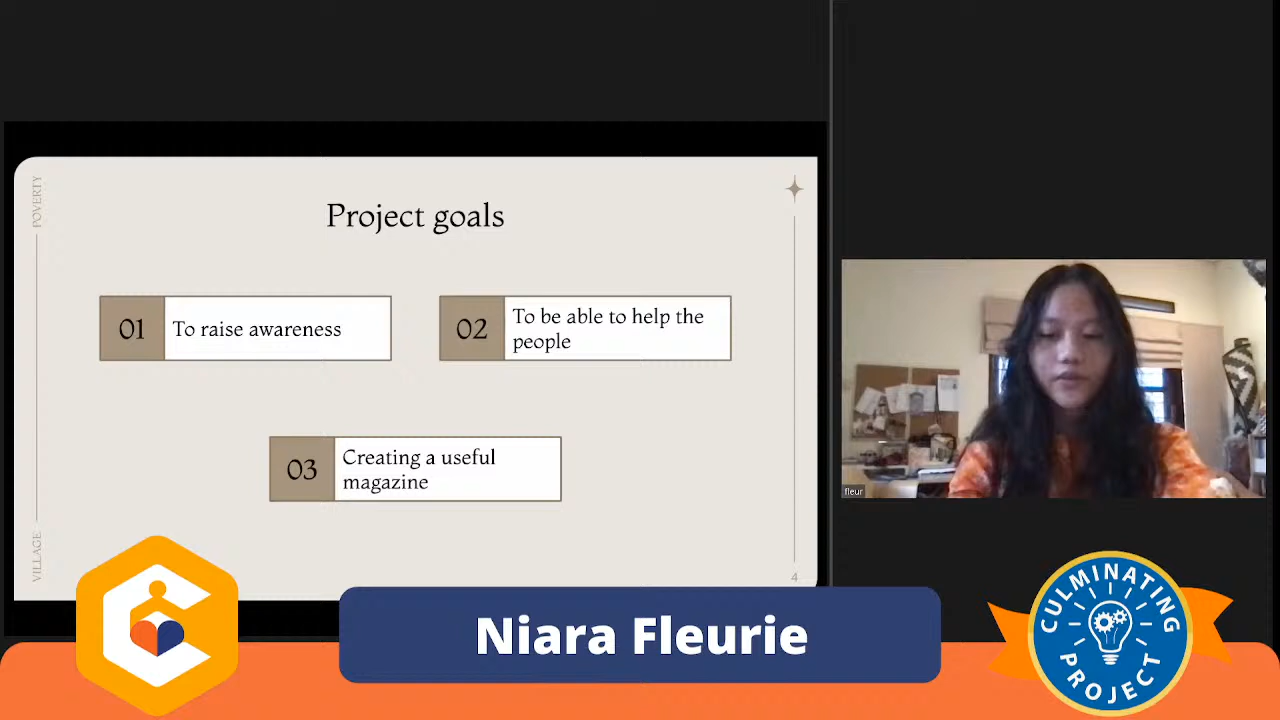 POVERTY
Project goals
01
To raise awareness
02
To be able to help the
people
03
Creating a useful
magazine
VILLAGE
4
fleur
Niara Fleurie
CULMINATING
PROJECT